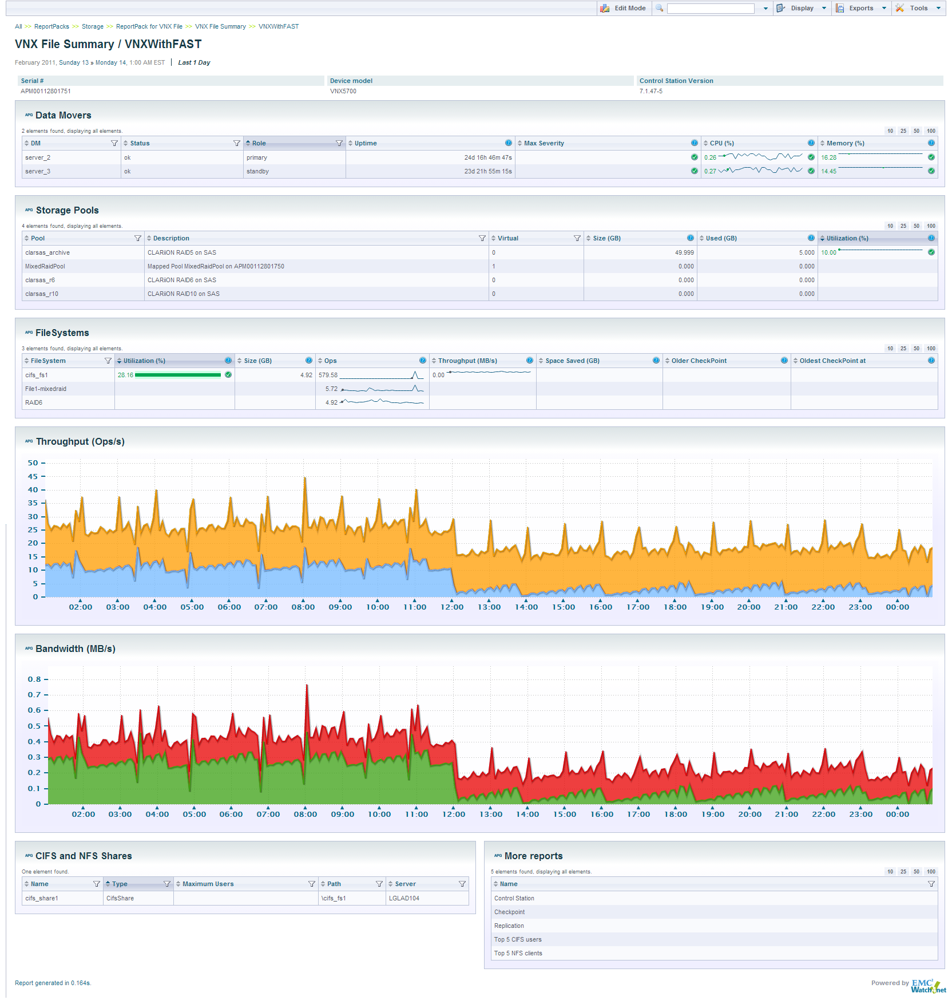 Edit Mode Display Exports Tools
All >> ReportPacks >> Storage >> ReportPack for VNX File >> VNX File Summary >> VNXWithFAST
VNX File Summary / VNXWithFAST
February 2011, Sunday 13 » Monday 14, 1:00 AM EST | Last 1 Day
Serial # Device model Control Station Version
APM00112801751 VNX5700 7.1.47-5
APG Data Movers
2 elements found, displaying all elements. 10 25 50 100
DM Status Role Uptime Max Severity CPU (%) Memory (%)
server_2 ok primary 24d 16h 46m 47s 0.26 16.28
server_3 ok standby 23d 21h 55m 15s 0.27 14.45
APG Storage Pools
4 elements found, displaying all elements. 10 25 50 100
Pool Description Virtual Size (GB) Used (GB) Utilization (%)
clarsas_archive CLARiiON RAID5 on SAS 0 49.999 5.000 10.00
MixedRaidPool Mapped Pool MixedRaidPool on APM00112801750 1 0.000 0.000
clarsas_r6 CLARiiON RAID6 on SAS 0 0.000 0.000
clarsas_r10 CLARiiON RAID10 on SAS 0 0.000 0.000
APG FileSystems
3 elements found, displaying all elements. 10 25 50 100
FileSystem Utilization (%) Size (GB) Ops Throughput (MB/s) Space Saved (GB) Older CheckPoint Oldest CheckPoint at
cifs_fs1 28.16 4.92 579.58 0.00
File1-mixedraid 5.72
RAID6 4.92
APG Throughput (Ops/s)
50
45
40
35
30
25
20
15
10
5
0
02:00 03:00 04:00 05:00 06:00 07:00 08:00 09:00 10:00 11:00 12:00 13:00 14:00 15:00 16:00 17:00 18:00 19:00 20:00 21:00 22:00 23:00 00:00
APG Bandwidth (MB/s)
0.8
0.7
0.6
0.5
0.4
0.3
0.2
0.1
0
02:00 03:00 04:00 05:00 06:00 07:00 08:00 09:00 10:00 11:00 12:00 13:00 14:00 15:00 16:00 17:00 18:00 19:00 20:00 21:00 22:00 23:00 00:00
APG CIFS and NFS Shares
One element found.
Name Type Maximum Users Path Server
cifs_share1 CifsShare \cifs_fs1 LGLAD104
APG More reports
5 elements found, displaying all elements. 10 25 50 100
Name
Control Station
Checkpoint
Replication
Top 5 CIFS users
Top 5 NFS clients
Report generated in 0.164s.
Powered by EMC²
Watch4net